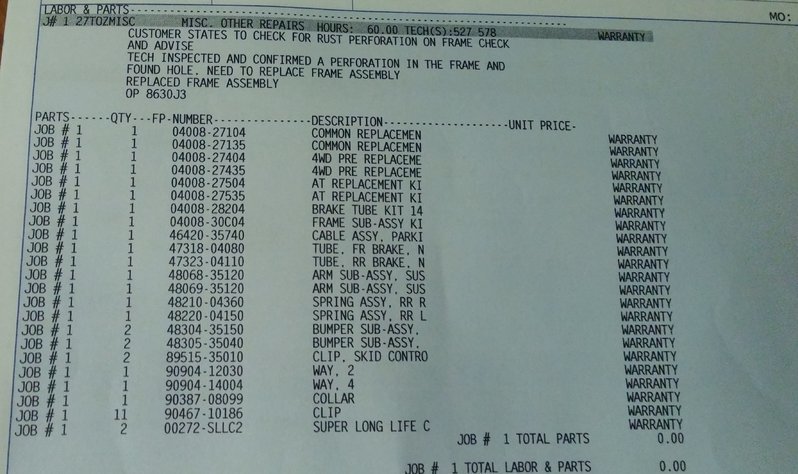 LABOR & PARTS
MO:
J# 1 27TOZMISC MISC. OTHER REPAIRS HOURS: 60.00 TECH(S):527 578 WARRANTY
CUSTOMER STATES TO CHECK FOR RUST PERFORATION ON FRAME CHECK
AND ADVISE
TECH INSPECTED AND CONFIRMED A PERFORATION IN THE FRAME AND
FOUND HOLE. NEED TO REPLACE FRAME ASSEMBLY
REPLACED FRAME ASSEMBLY
OP 8630J3
PARTS------QTY---FP-NUMBER---------------DESCRIPTION--------------------UNIT PRICE-
JOB # 1 1 04008-27104 COMMON REPLACEMEN WARRANTY
JOB # 1 1 04008-27135 COMMON REPLACEMEN WARRANTY
JOB # 1 1 04008-27404 4WD PRE REPLACEME WARRANTY
JOB # 1 1 04008-27435 4WD PRE REPLACEME WARRANTY
JOB # 1 1 04008-27504 AT REPLACEMENT KI WARRANTY
JOB # 1 1 04008-27535 AT REPLACEMENT KI WARRANTY
JOB # 1 1 04008-28204 BRAKE TUBE KIT 14 WARRANTY
JOB # 1 1 04008-30C04 FRAME SUB-ASSY KI WARRANTY
JOB # 1 1 46420-35740 CABLE ASSY, PARKI WARRANTY
JOB # 1 1 47318-04080 TUBE, FR BRAKE, N WARRANTY
JOB # 1 1 47323-04110 TUBE, RR BRAKE, N WARRANTY
JOB # 1 1 48068-35120 ARM SUB-ASSY, SUS WARRANTY
JOB # 1 1 48069-35120 ARM SUB-ASSY, SUS WARRANTY
JOB # 1 1 48210-04360 SPRING ASSY, RR R WARRANTY
JOB # 1 1 48220-04150 SPRING ASSY, RR L WARRANTY
JOB # 1 2 48304-35150 BUMPER SUB-ASSY, WARRANTY
JOB # 1 2 48305-35040 BUMPER SUB-ASSY, WARRANTY
JOB # 1 2 89515-35010 CLIP, SKID CONTRO WARRANTY
JOB # 1 1 90904-12030 WAY, 2 WARRANTY
JOB # 1 1 90904-14004 WAY, 4 WARRANTY
JOB # 1 1 90387-08099 COLLAR WARRANTY
JOB # 1 11 90467-10186 CLIP WARRANTY
JOB # 1 2 00272-SLLC2 SUPER LONG LIFE C WARRANTY
JOB # 1 TOTAL PARTS 0.00
JOB # 1 TOTAL LABOR & PARTS 0.00